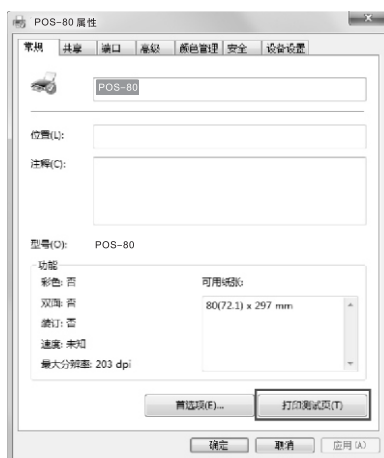 POS-80 属性
常规 共享 端口 高级 颜色管理 安全 设备设置
POS-80
位置(L):
注释(C):
型号(O): POS-80
功能
彩色: 否 可用纸张:
双面: 否 80(72.1) x 297 mm
装订: 否
速度: 未知
最大分辨率: 203 dpi
首选项(E)... 打印测试页(T)
确定 取消 应用(A)